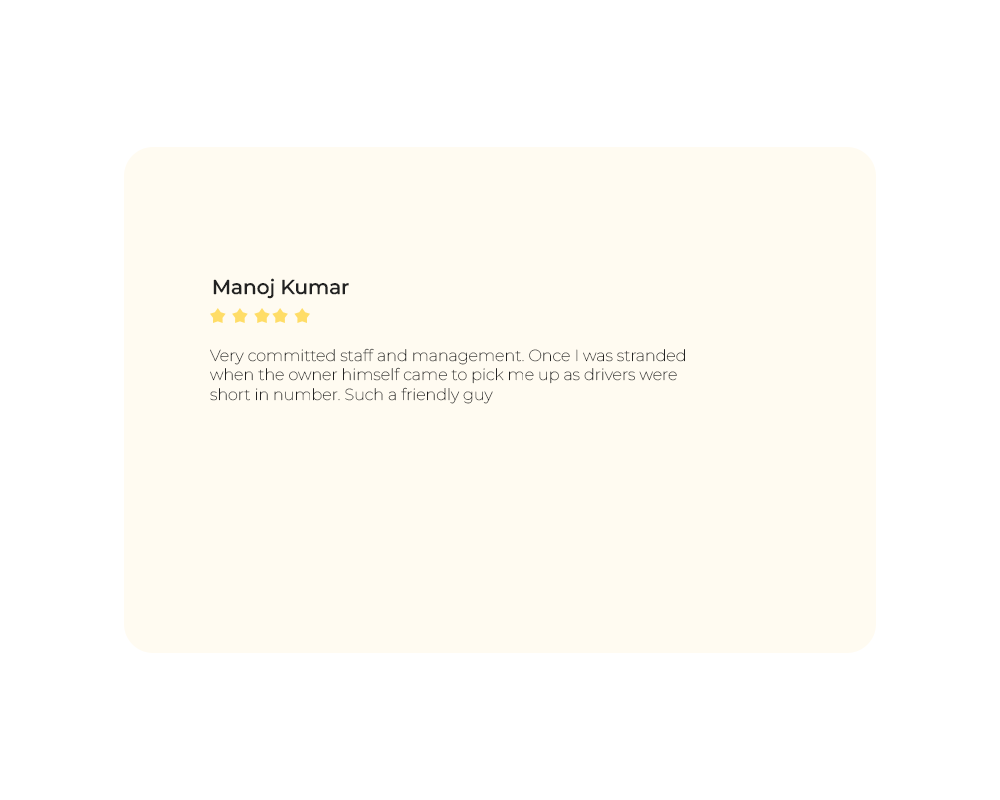 Manoj Kumar
Very committed staff and management. Once I was stranded
when the owner himself came to pick me up as drivers were
short in number. Such a friendly guy